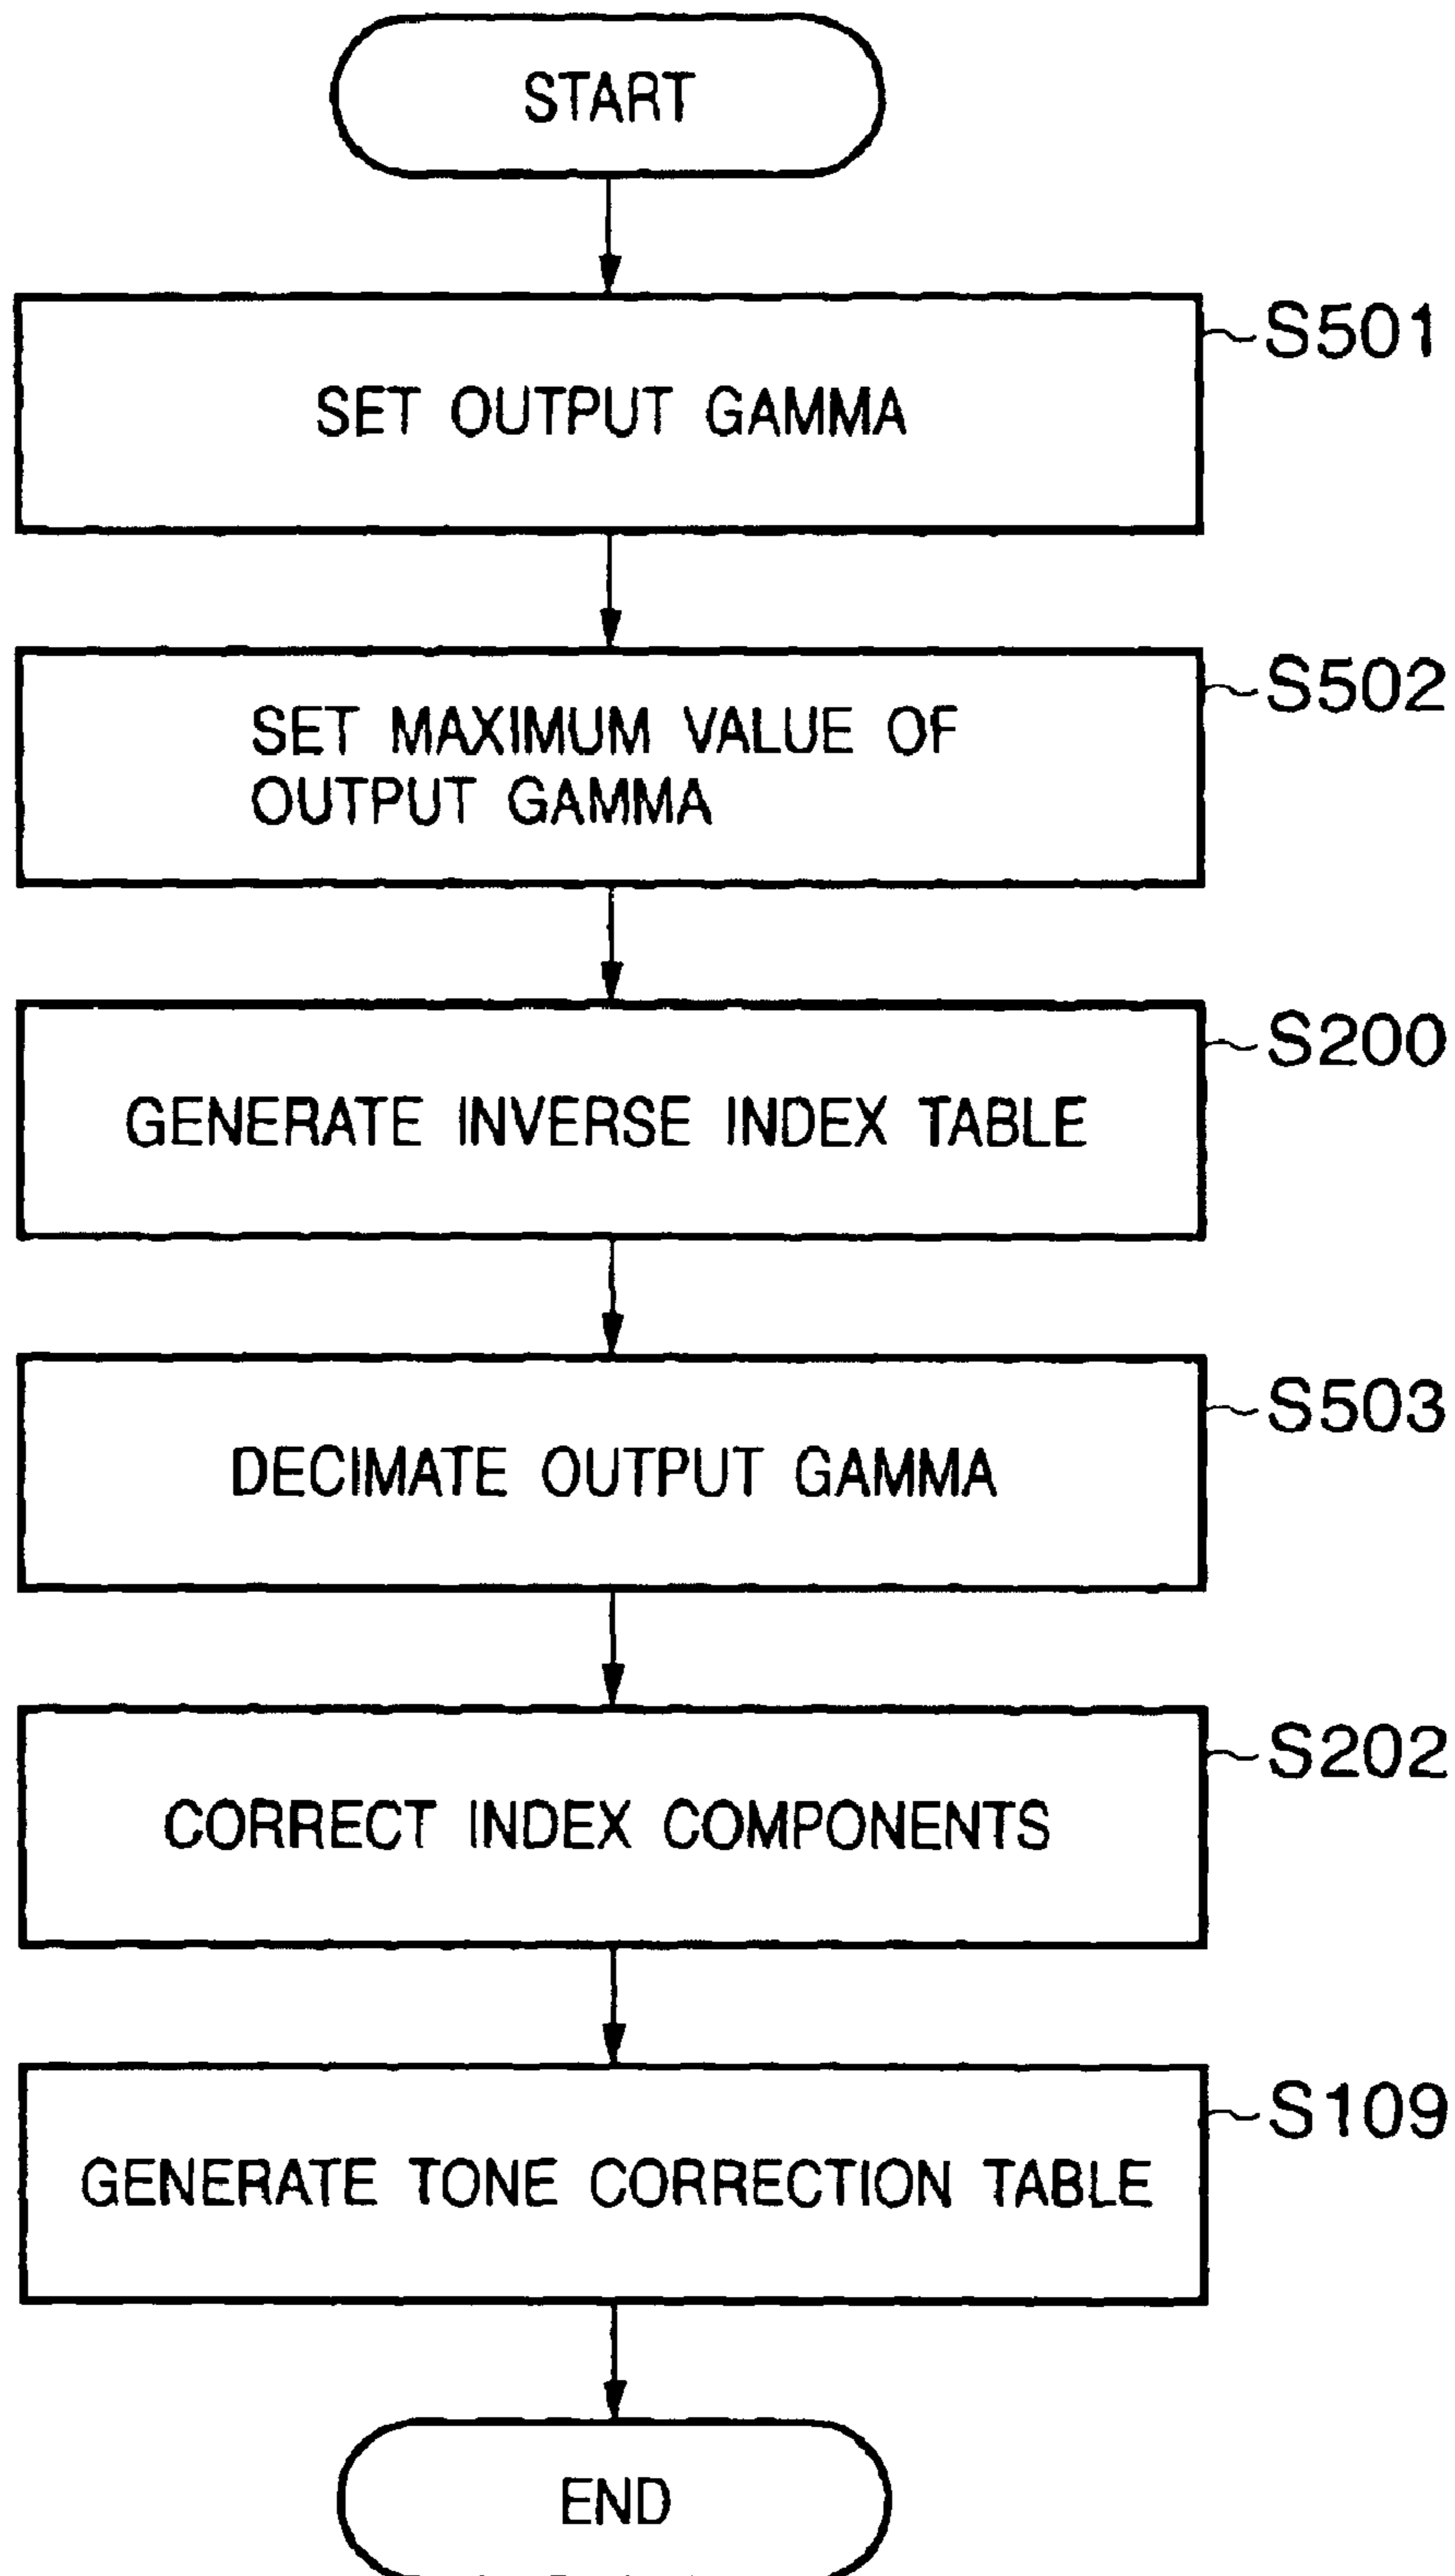 START
S501
SET OUTPUT GAMMA
S502
SET MAXIMUM VALUE OF
OUTPUT GAMMA
S200
GENERATE INVERSE INDEX TABLE
S503
DECIMATE OUTPUT GAMMA
S202
CORRECT INDEX COMPONENTS
S109
GENERATE TONE CORRECTION TABLE
END